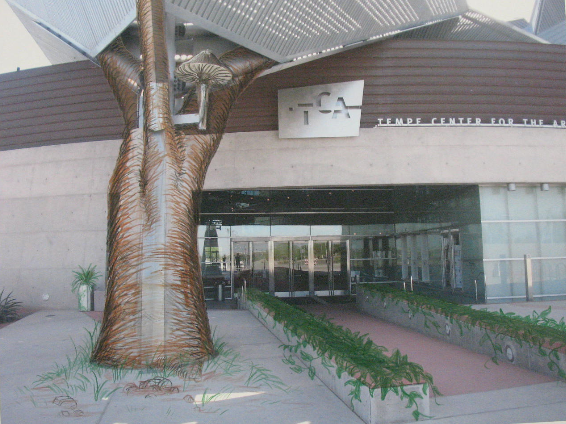 TCA
TEMPE CENTER FOR THE AR